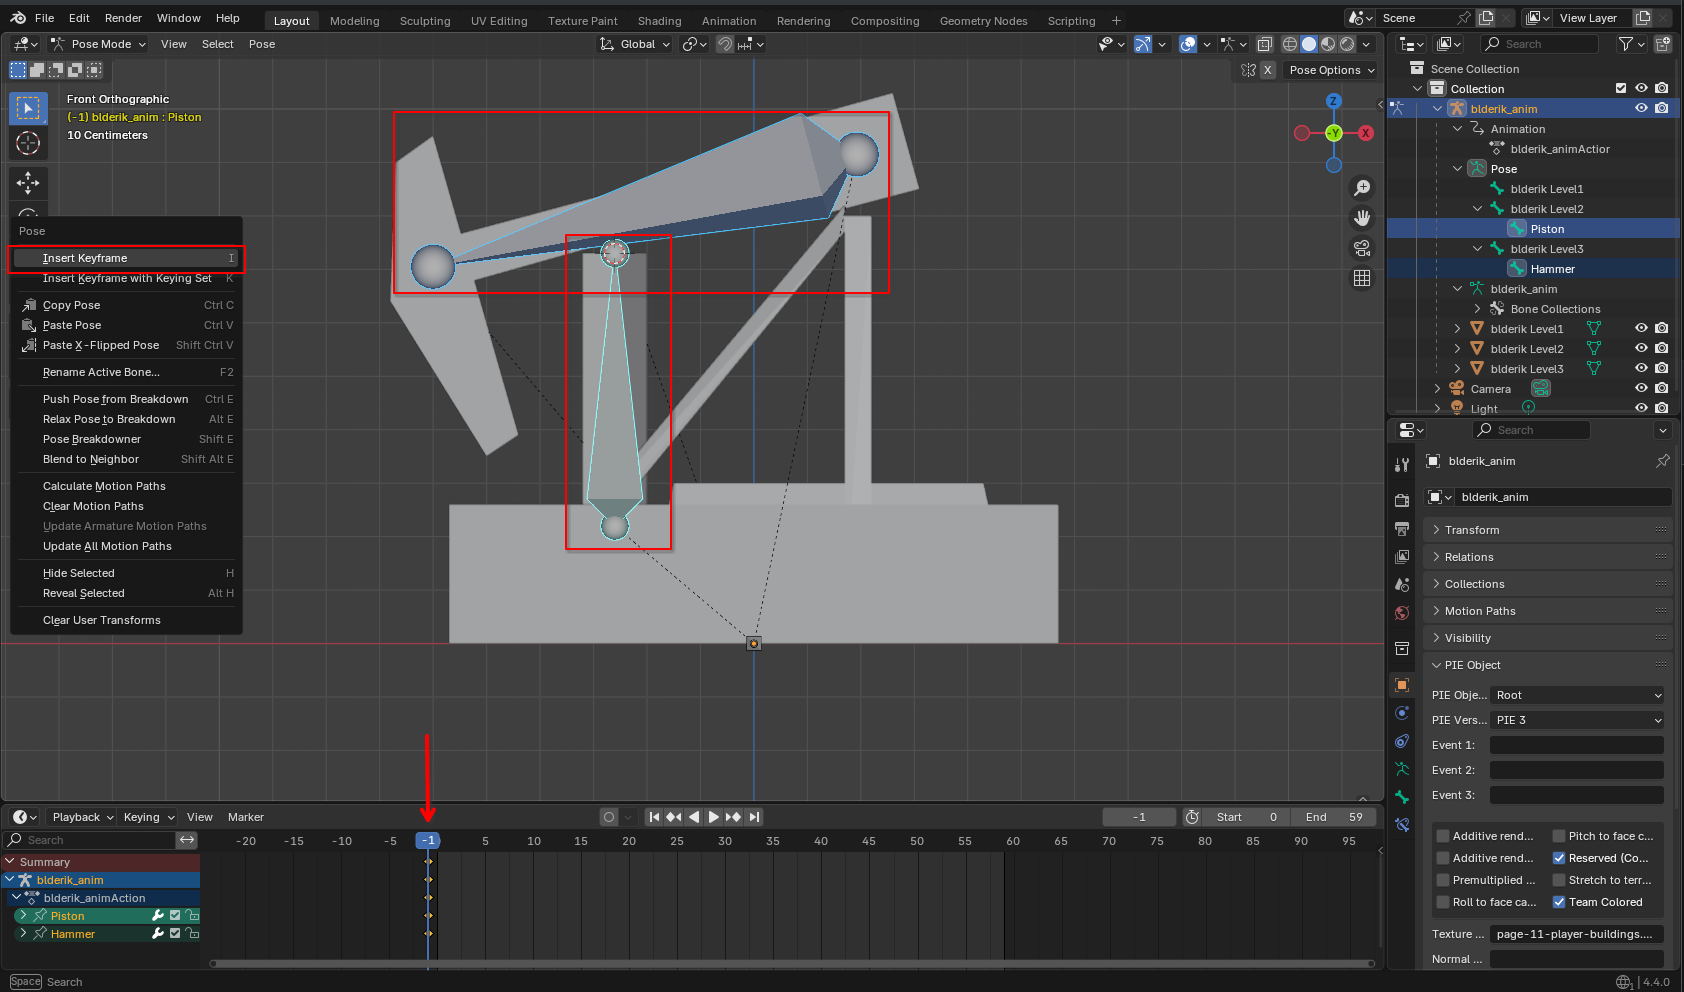 File Edit Render Window Help Layout Modeling Sculpting UV Editing Texture Paint Shading Animation Rendering Compositing Geometry Nodes Scripting + Scene View Layer
Pose Mode View Select Pose Global Search
X Pose Options
Front Orthographic
(-1) blderik_anim : Piston
10 Centimeters
Z
-Y X
Pose
Insert Keyframe I
Insert Keyframe with Keying Set K
Copy Pose Ctrl C
Paste Pose Ctrl V
Paste X-Flipped Pose Shift Ctrl V
Rename Active Bone... F2
Push Pose from Breakdown Ctrl E
Relax Pose to Breakdown Alt E
Pose Breakdowner Shift E
Blend to Neighbor Shift Alt E
Calculate Motion Paths
Clear Motion Paths
Update Armature Motion Paths
Update All Motion Paths
Hide Selected H
Reveal Selected Alt H
Clear User Transforms
Scene Collection
Collection
blderik_anim
Animation
blderik_animActior
Pose
blderik Level1
blderik Level2
Piston
blderik Level3
Hammer
blderik_anim
Bone Collections
blderik Level1
blderik Level2
blderik Level3
Camera
Light
Search
blderik_anim
blderik_anim
Transform
Relations
Collections
Motion Paths
Visibility
PIE Object
PIE Obje... Root
PIE Vers... PIE 3
Event 1:
Event 2:
Event 3:
Additive rend... Pitch to face c...
Additive rend... Reserved (Co...
Premultiplied ... Stretch to terr...
Roll to face ca... Team Colored
Texture ... page-11-player-buildings....
Normal ...
Playback Keying View Marker -1 Start 0 End 59
Search -20 -15 -10 -5 -1 5 10 15 20 25 30 35 40 45 50 55 60 65 70 75 80 85 90 95
Summary
blderik_anim
blderik_animAction
Piston
Hammer
Space Search 4.4.0